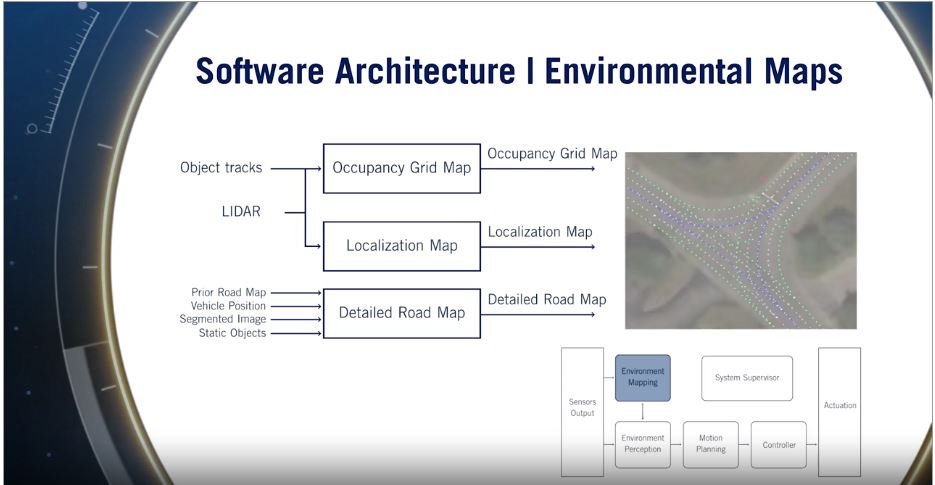 Software Architecture | Environmental Maps
Object tracks
LIDAR
Occupancy Grid Map
Occupancy Grid Map
Localization Map
Localization Map
Prior Road Map
Vehicle Position
Segmented Image
Static Objects
Detailed Road Map
Detailed Road Map
Sensors
Output
Environment
Mapping
System Supervisor
Environment
Perception
Motion
Planning
Controller
Actuation